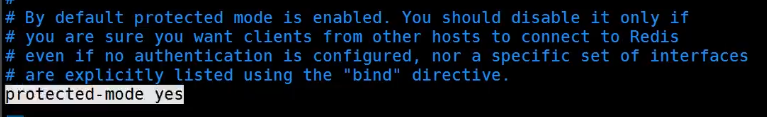 #
# By default protected mode is enabled. You should disable it only if
# you are sure you want clients from other hosts to connect to Redis
# even if no authentication is configured, nor a specific set of interfaces
# are explicitly listed using the "bind" directive.
protected-mode yes